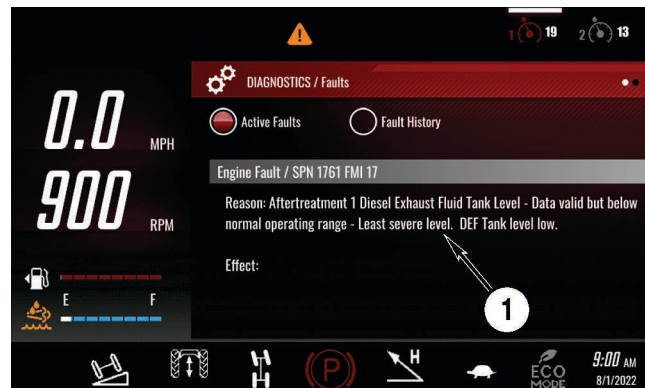 1 19 2 13
DIAGNOSTICS / Faults
Active Faults Fault History
0.0 MPH
Engine Fault / SPN 1761 FMI 17
900 RPM
Reason: Aftertreatment 1 Diesel Exhaust Fluid Tank Level - Data valid but below
normal operating range - Least severe level. DEF Tank level low.
Effect:
E F
1
(P) H
ECO
MODE
9:00 AM
8/1/2022